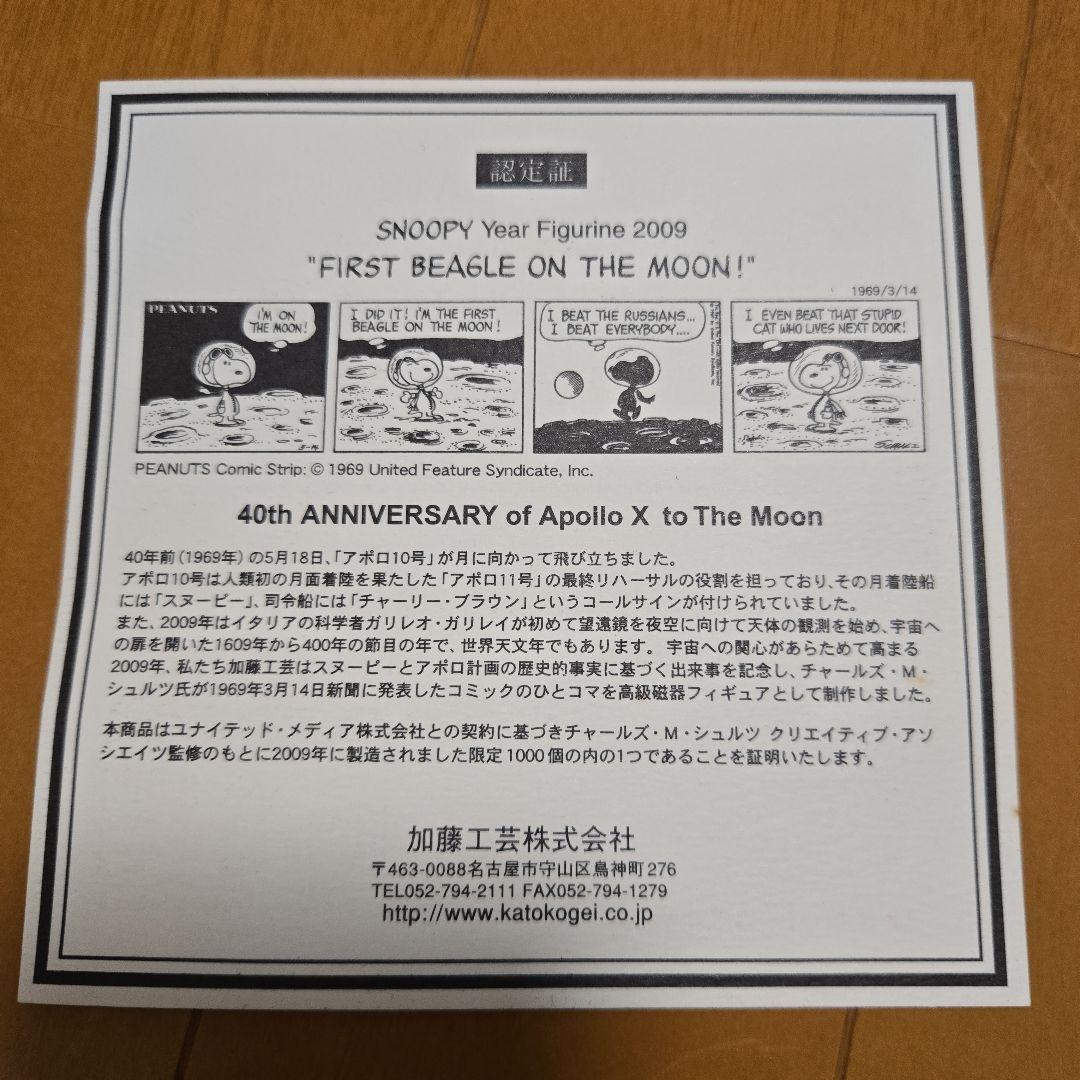 認定証
SNOOPY Year Figurine 2009
"FIRST BEAGLE ON THE MOON!"
1969/3/14
PEANUTS
I'M ON
THE MOON!
3-14
I DID IT! I'M THE FIRST
BEAGLE ON THE MOON!
I BEAT THE RUSSIANS...
I BEAT EVERYBODY....
I EVEN BEAT THAT STUPID
CAT WHO LIVES NEXT DOOR!
SCHULZ
PEANUTS Comic Strip: © 1969 United Feature Syndicate, Inc.
40th ANNIVERSARY of Apollo X to The Moon
40年前(1969年)の5月18日、「アポロ10号」が月に向かって飛び立ちました。
アポロ10号は人類初の月面着陸を果たした「アポロ11号」の最終リハーサルの役割を担っており、その月着陸船
には「スヌーピー」、司令船には「チャーリー・ブラウン」というコールサインが付けられていました。
また、2009年はイタリアの科学者ガリレオ・ガリレイが初めて望遠鏡を夜空に向けて天体の観測を始め、宇宙へ
の扉を開いた1609年から400年の節目の年で、世界天文年でもあります。宇宙への関心があらためて高まる
2009年、私たち加藤工芸はスヌーピーとアポロ計画の歴史的事実に基づく出来事を記念し、チャールズ・M・
シュルツ氏が1969年3月14日新聞に発表したコミックのひとコマを高級磁器フィギュアとして制作しました。
本商品はユナイテッド・メディア株式会社との契約に基づきチャールズ・M・シュルツ クリエイティブ・アソ
シエイツ監修のもとに2009年に製造されました限定1000個の内の1つであることを証明いたします。
加藤工芸株式会社
〒463-0088名古屋市守山区鳥神町276
TEL052-794-2111 FAX052-794-1279
http://www.katokogei.co.jp